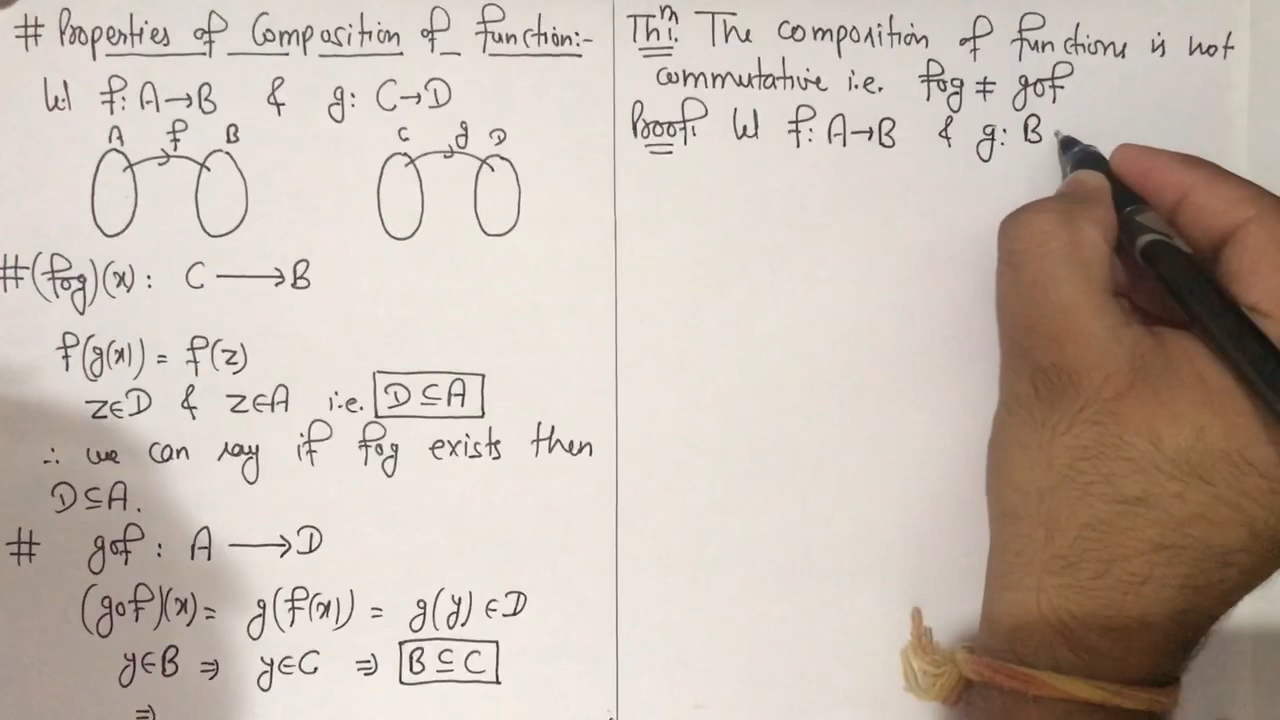 # Properties of Composition of function:-
Let f: A→B & g: C→D
A f B C g D
#(fog)(x): C ⟶ B
f(g(x)) = f(z)
z∈D & z∈A i.e. D⊆A
∴ we can say if fog exists then
D⊆A.
# gof : A ⟶ D
(gof)(x) = g(f(x)) = g(y) ∈D
y∈B ⇒ y∈C ⇒ B⊆C
⇒
Thm1. The composition of functions is not
commutative i.e. fog ≠ gof
Proof: Let f: A→B & g: B